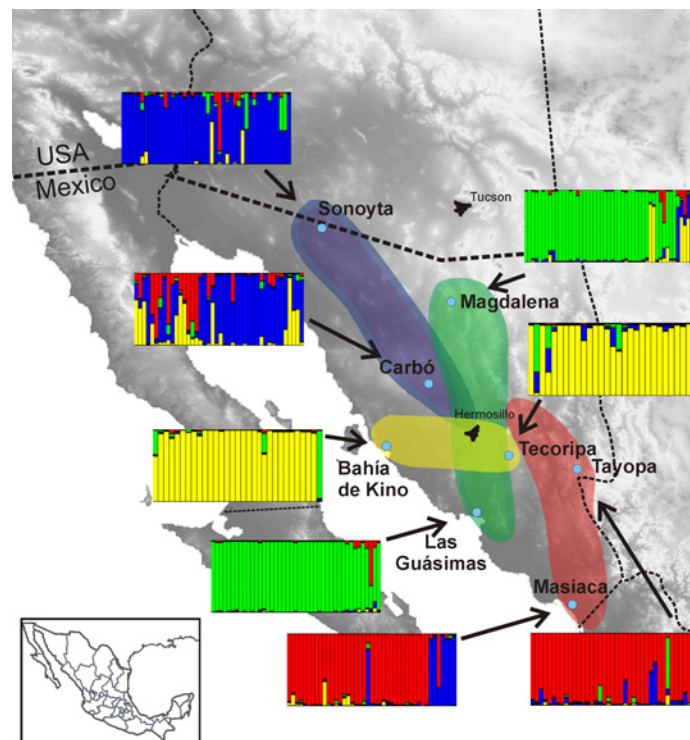 USA
Mexico
Sonoyta
Tucson
Magdalena
Carbó
Hermosillo
Tecoripa
Tayopa
Bahía
de Kino
Las
Guásimas
Masiaca